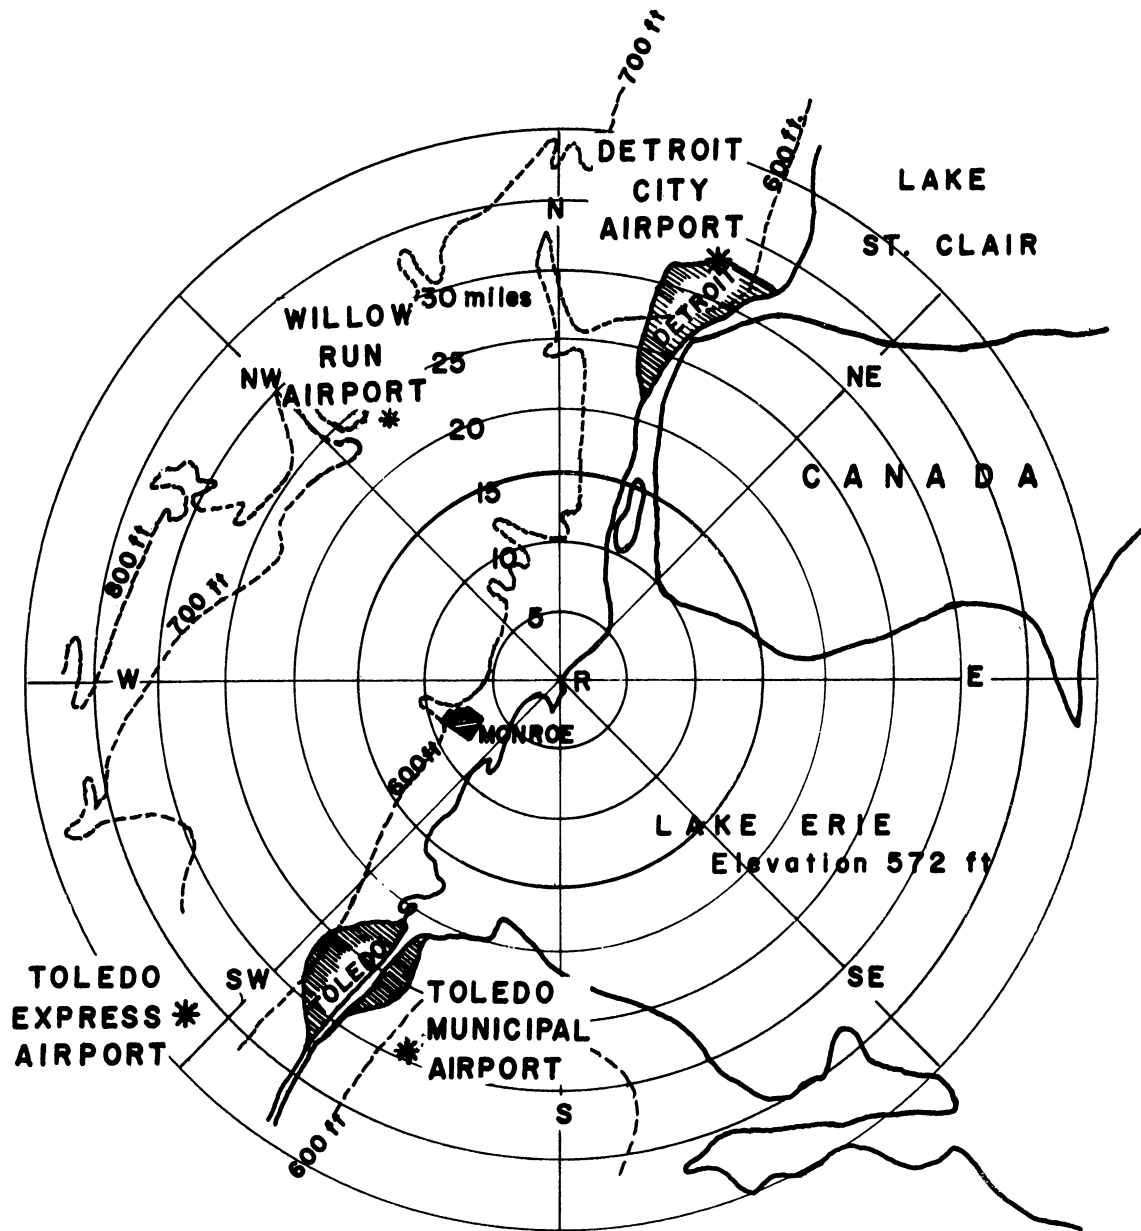 700 ft
DETROIT
CITY
AIRPORT
600 ft.
LAKE
ST. CLAIR
N
DETROIT
30 miles
WILLOW
RUN
AIRPORT
25
NW
NE
20
CANADA
15
10
800 ft
700 ft
5
W
R
E
MONROE
600 ft
LAKE ERIE
Elevation 572 ft
TOLEDO
SW
SE
TOLEDO
EXPRESS
AIRPORT
TOLEDO
MUNICIPAL
AIRPORT
S
600 ft